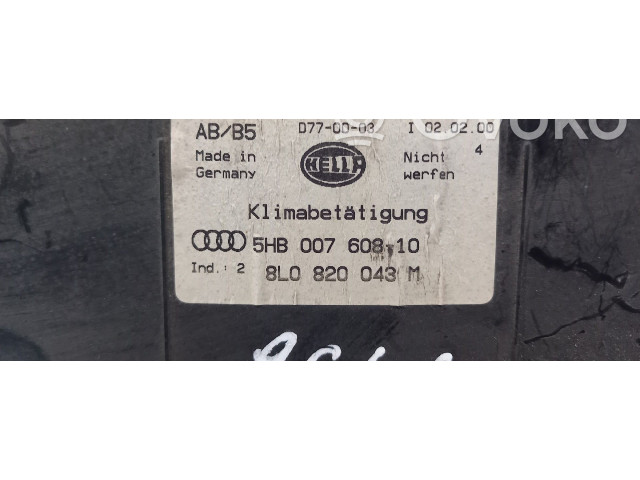 AB/B5 D77-00-03 I 02.02.00
Made in Germany HELLA Nicht werfen 4
Klimabetätigung
5HB 007 608-10
Ind.: 2 8L0 820 043 M